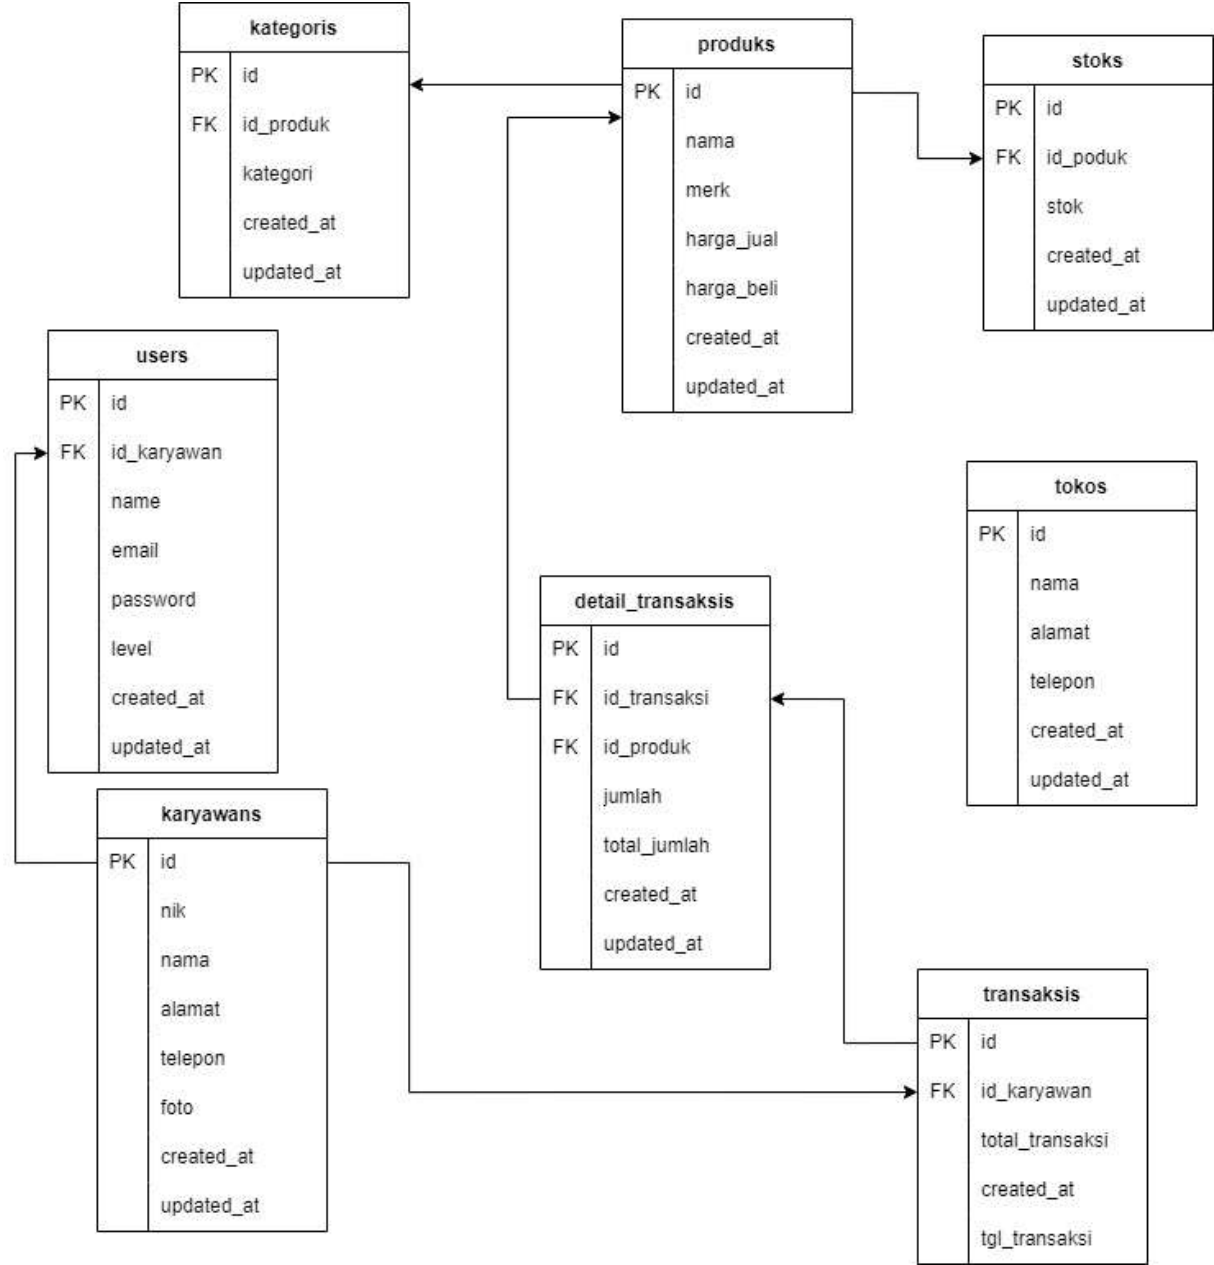 kategoris
PK id
FK id_produk
kategori
created_at
updated_at
produks
PK id
nama
merk
harga_jual
harga_beli
created_at
updated_at
stoks
PK id
FK id_poduk
stok
created_at
updated_at
users
PK id
FK id_karyawan
name
email
password
level
created_at
updated_at
tokos
PK id
nama
alamat
telepon
created_at
updated_at
detail_transaksis
PK id
FK id_transaksi
FK id_produk
jumlah
total_jumlah
created_at
updated_at
karyawans
PK id
nik
nama
alamat
telepon
foto
created_at
updated_at
transaksis
PK id
FK id_karyawan
total_transaksi
created_at
tgl_transaksi